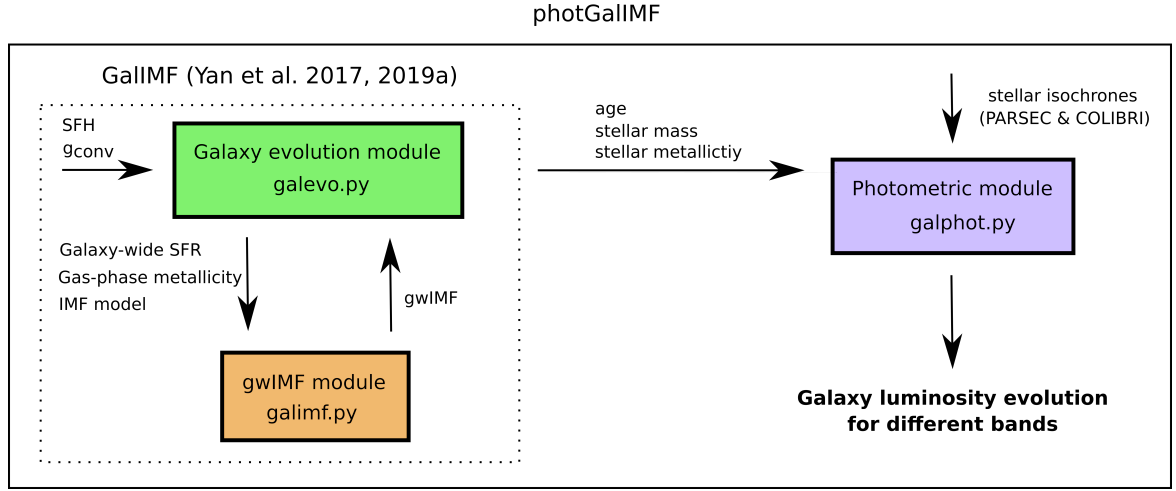 photGalIMF
GalIMF (Yan et al. 2017, 2019a)
SFH
gconv
Galaxy evolution module
galevo.py
Galaxy-wide SFR
Gas-phase metallicity
IMF model
gwIMF
gwIMF module
galimf.py
age
stellar mass
stellar metallictiy
stellar isochrones
(PARSEC & COLIBRI)
Photometric module
galphot.py
Galaxy luminosity evolution
for different bands